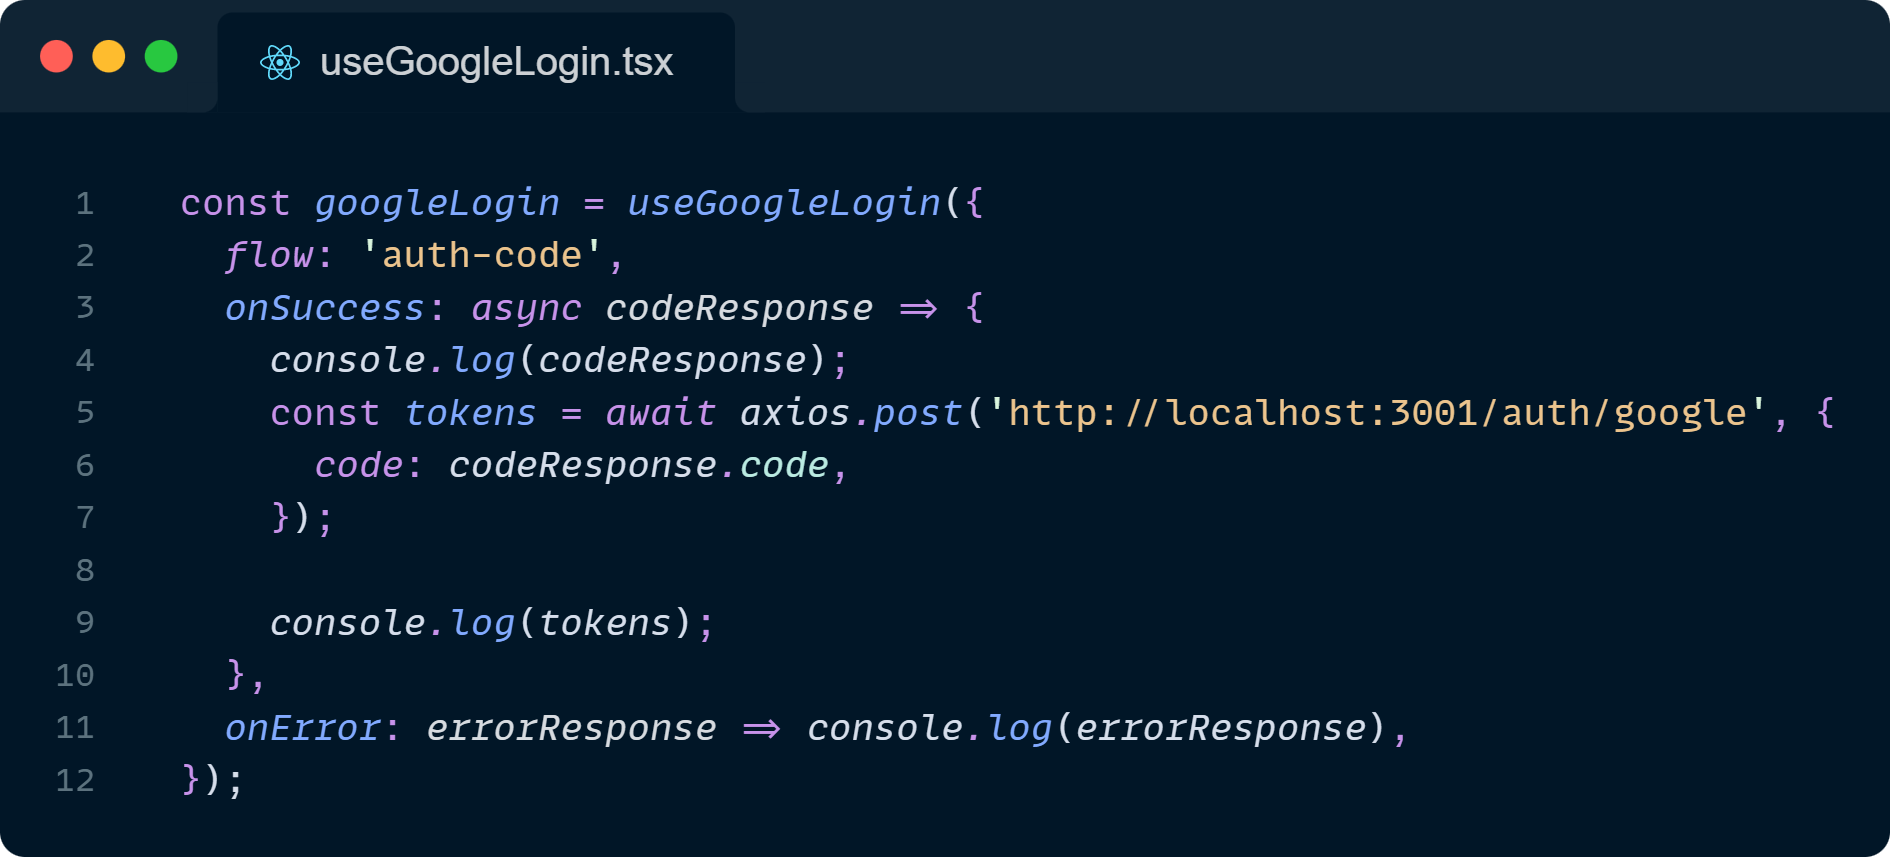 useGoogleLogin.tsx
1 const googleLogin = useGoogleLogin({
2 flow: 'auth-code',
3 onSuccess: async codeResponse => {
4 console.log(codeResponse);
5 const tokens = await axios.post('http://localhost:3001/auth/google', {
6 code: codeResponse.code,
7 });
8
9 console.log(tokens);
10 },
11 onError: errorResponse => console.log(errorResponse),
12 });